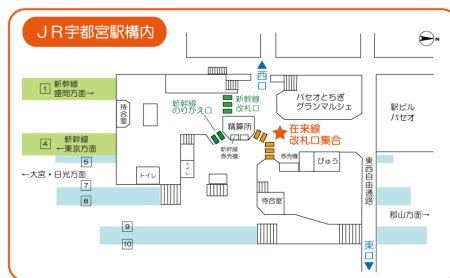 JR宇都宮駅構内
▲西口
1 新幹線
盛岡方面→
待合室
新幹線
のりかえ口
新幹線
改札口
精算所
パセオとちぎ
グランマルシェ
駅ビル
パセオ
★在来線
改札口集合
4 新幹線
←東京方面
5
←大宮・日光方面
7
8
トイレ
トイレ
新幹線
券売機
券売機
びゅう
待合室
東西自由通路
郡山方面→
9
10
東口▼